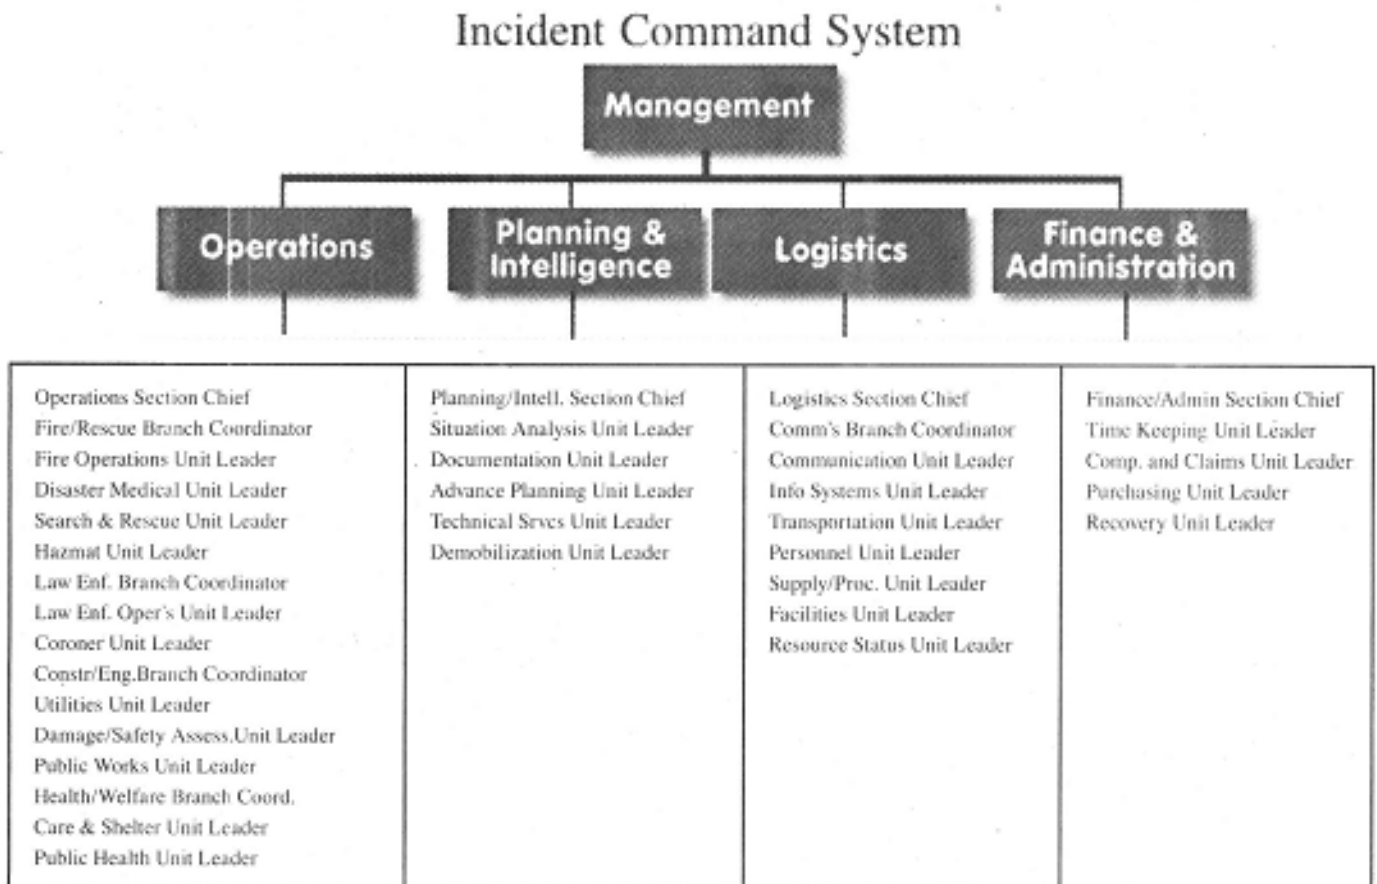 Incident Command System
Management
Operations
Planning &
Intelligence
Logistics
Finance &
Administration
Operations Section Chief
Fire/Rescue Branch Coordinator
Fire Operations Unit Leader
Disaster Medical Unit Leader
Search & Rescue Unit Leader
Hazmat Unit Leader
Law Enf. Branch Coordinator
Law Enf. Oper's Unit Leader
Coroner Unit Leader
Constr/Eng.Branch Coordinator
Utilities Unit Leader
Damage/Safety Assess.Unit Leader
Public Works Unit Leader
Health/Welfare Branch Coord.
Care & Shelter Unit Leader
Public Health Unit Leader
Planning/Intell. Section Chief
Situation Analysis Unit Leader
Documentation Unit Leader
Advance Planning Unit Leader
Technical Srvcs Unit Leader
Demobilization Unit Leader
Logistics Section Chief
Comm's Branch Coordinator
Communication Unit Leader
Info Systems Unit Leader
Transportation Unit Leader
Personnel Unit Leader
Supply/Proc. Unit Leader
Facilities Unit Leader
Resource Status Unit Leader
Finance/Admin Section Chief
Time Keeping Unit Leader
Comp. and Claims Unit Leader
Purchasing Unit Leader
Recovery Unit Leader